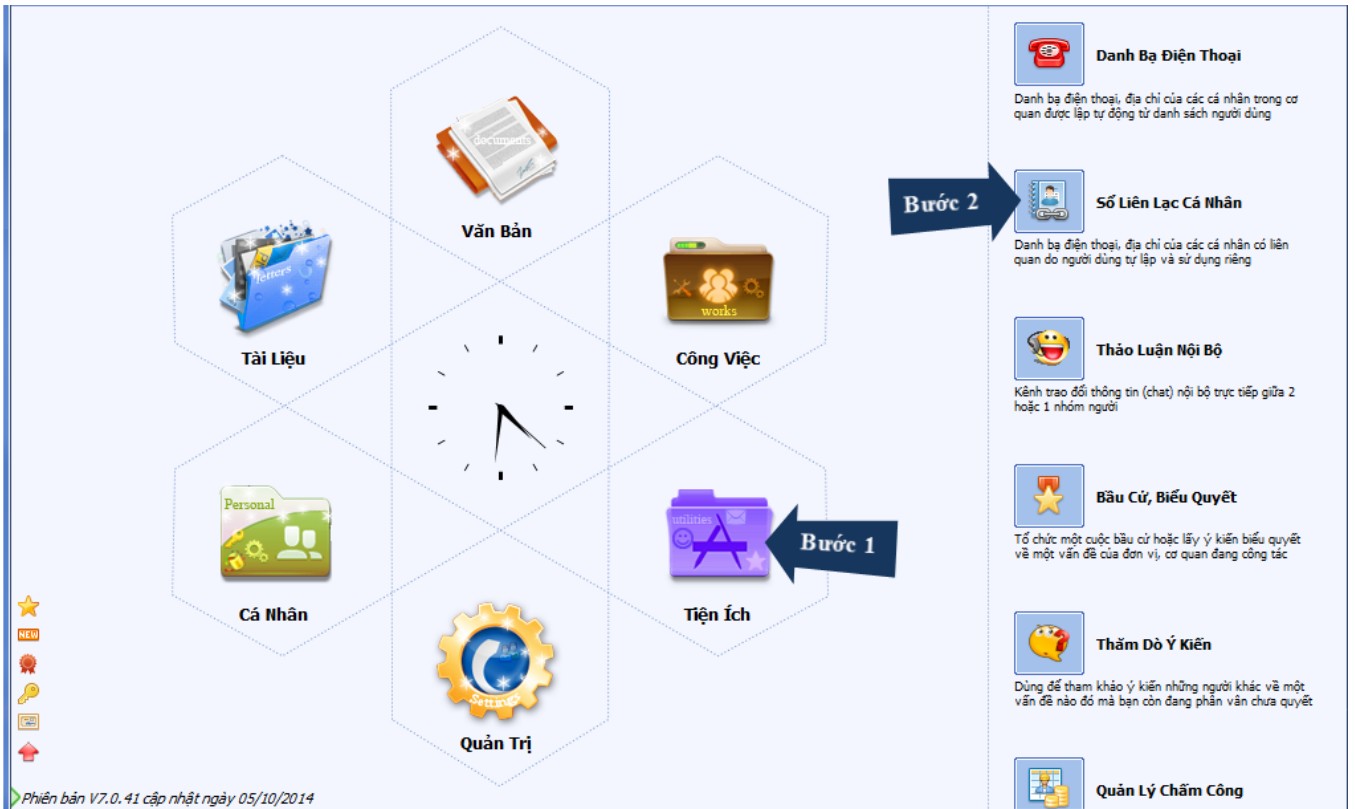 documents
Văn Bản
letters
Tài Liệu
works
Công Việc
Personal
Cá Nhân
utilities
Tiện Ích
Bước 1
Settings
Quản Trị
NEW
Phiên bản V7.0.41 cập nhật ngày 05/10/2014
Danh Bạ Điện Thoại
Danh bạ điện thoại, địa chỉ của các cá nhân trong cơ
quan được lập tự động từ danh sách người dùng
Bước 2
Sổ Liên Lạc Cá Nhân
Danh bạ điện thoại, địa chỉ của các cá nhân có liên
quan do người dùng tự lập và sử dụng riêng
Thảo Luận Nội Bộ
Kênh trao đổi thông tin (chat) nội bộ trực tiếp giữa 2
hoặc 1 nhóm người
Bầu Cử, Biểu Quyết
Tổ chức một cuộc bầu cử hoặc lấy ý kiến biểu quyết
về một vấn đề của đơn vị, cơ quan đang công tác
Thăm Dò Ý Kiến
Dùng để tham khảo ý kiến những người khác về một
vấn đề nào đó mà bạn còn đang phân vân chưa quyết
Quản Lý Chấm Công